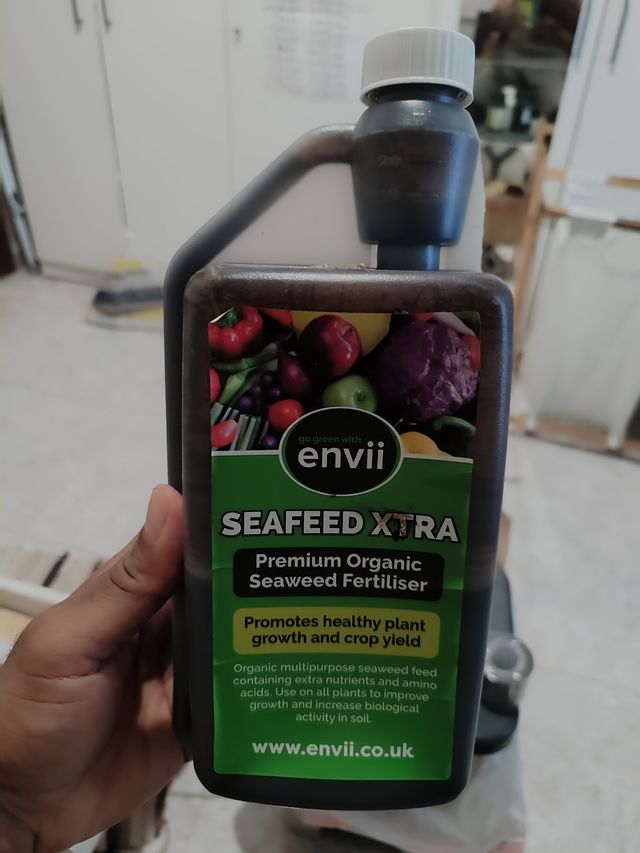 20
go green with
envii
SEAFEED XTRA
Premium Organic
Seaweed Fertiliser
Promotes healthy plant
growth and crop yield
Organic multipurpose seaweed feed
containing extra nutrients and amino
acids. Use on all plants to improve
growth and increase biological
activity in soil.
www.envii.co.uk